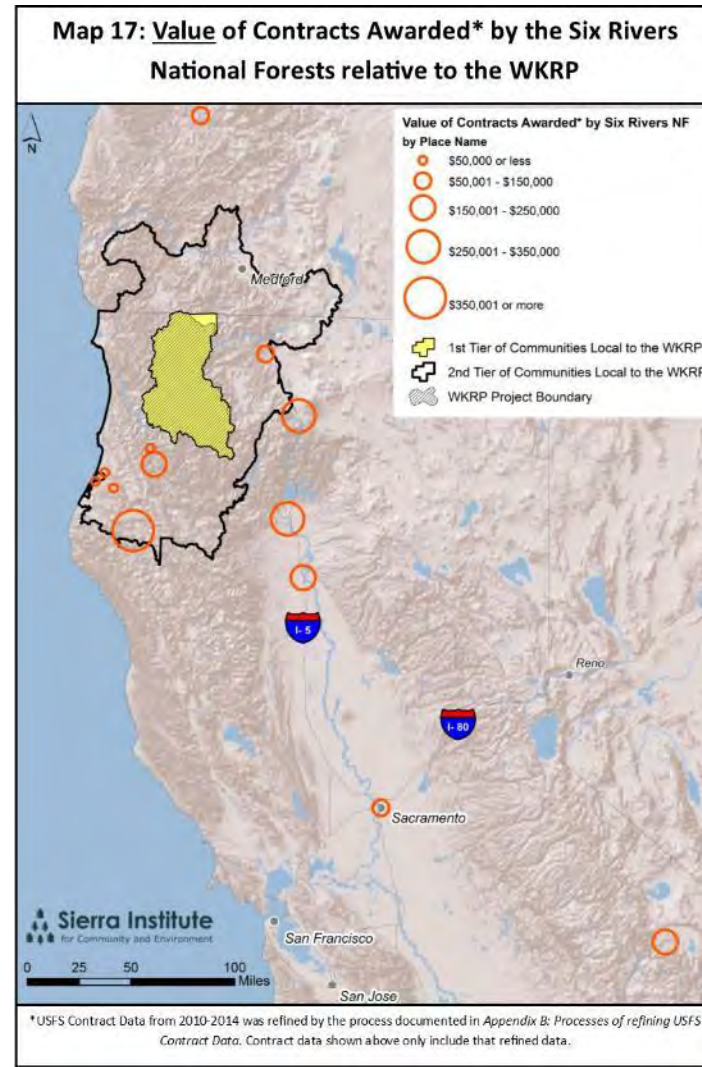 Map 17: Value of Contracts Awarded* by the Six Rivers
National Forests relative to the WKRP
N
Value of Contracts Awarded* by Six Rivers NF
by Place Name
$50,000 or less
$50,001 - $150,000
$150,001 - $250,000
$250,001 - $350,000
$350,001 or more
1st Tier of Communities Local to the WKRP
2nd Tier of Communities Local to the WKRP
WKRP Project Boundary
Medford
I-5
Reno
I-80
Sacramento
Sierra Institute
for Community and Environment
San Francisco
0 25 50 100
Miles
San Jose
*USFS Contract Data from 2010-2014 was refined by the process documented in Appendix B: Processes of refining USFS
Contract Data. Contract data shown above only include that refined data.